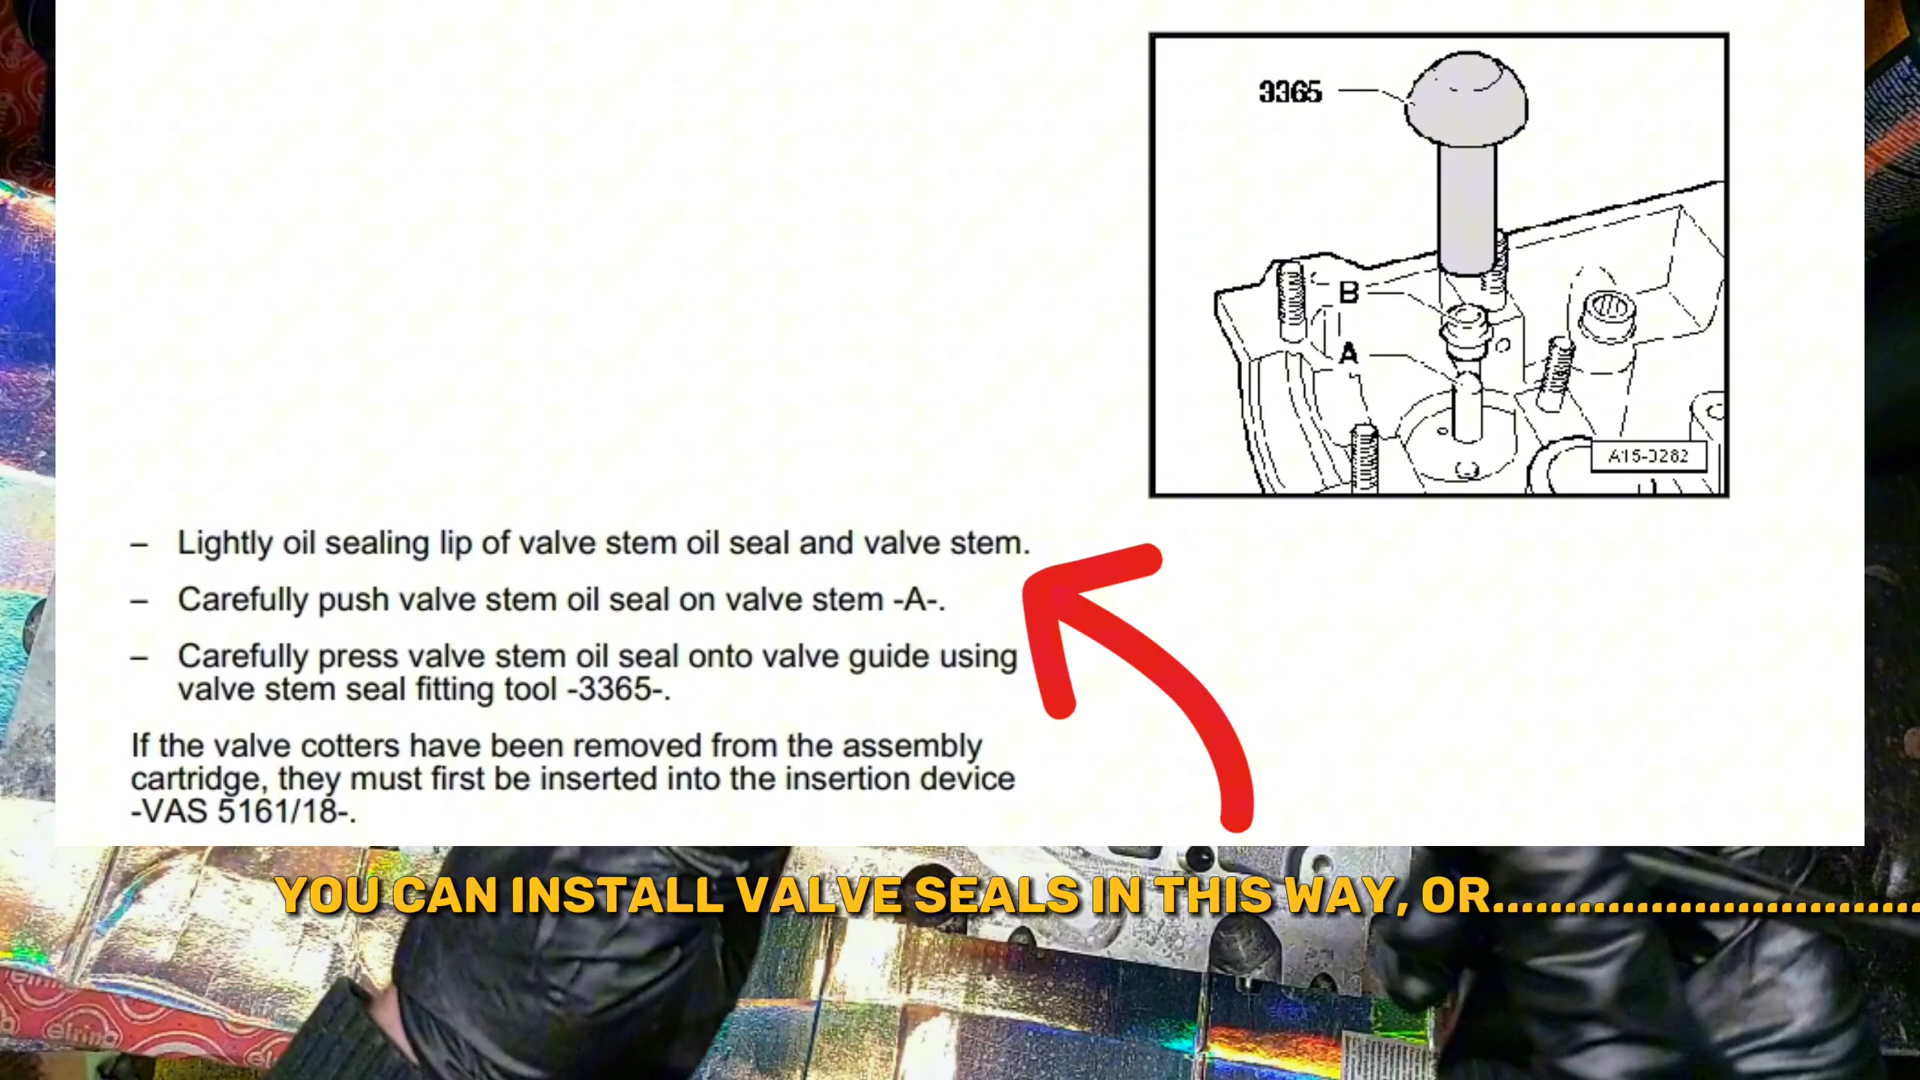 3365
B
A
A15-0282
– Lightly oil sealing lip of valve stem oil seal and valve stem.
– Carefully push valve stem oil seal on valve stem -A-.
– Carefully press valve stem oil seal onto valve guide using
valve stem seal fitting tool -3365-.
If the valve cotters have been removed from the assembly
cartridge, they must first be inserted into the insertion device
-VAS 5161/18-.
YOU CAN INSTALL VALVE SEALS IN THIS WAY, OR..............................
elring